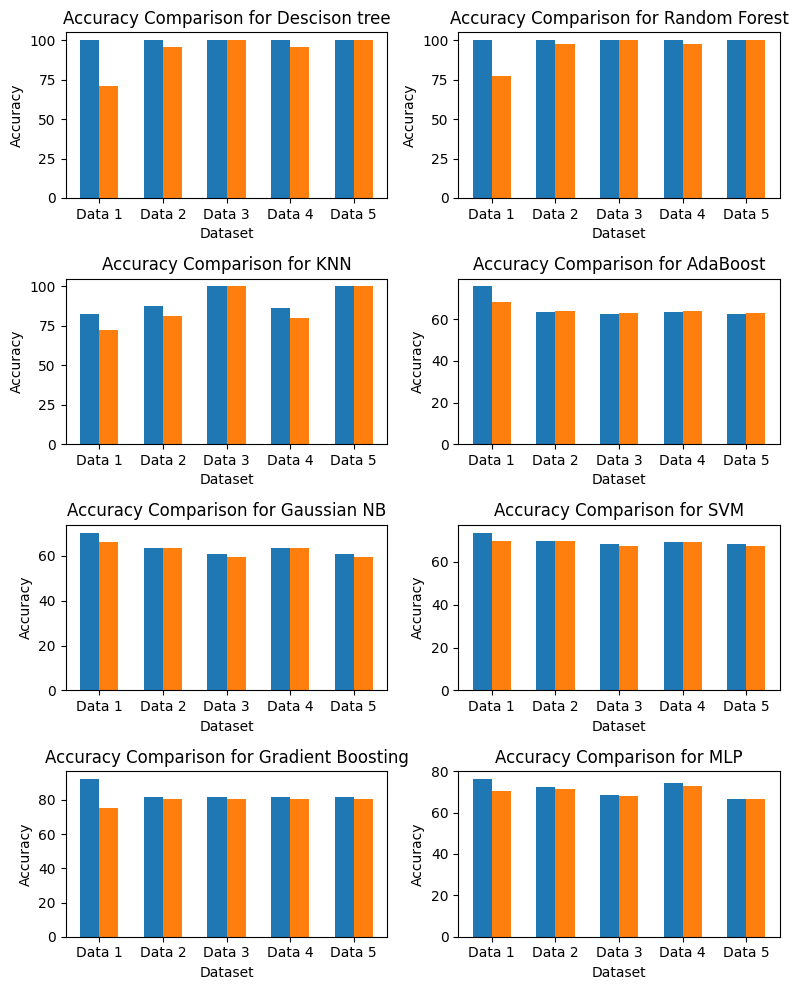 Accuracy Comparison for Descison tree
Accuracy
100
75
50
25
0
Data 1 Data 2 Data 3 Data 4 Data 5
Dataset
Accuracy Comparison for Random Forest
Accuracy
100
75
50
25
0
Data 1 Data 2 Data 3 Data 4 Data 5
Dataset
Accuracy Comparison for KNN
Accuracy
100
75
50
25
0
Data 1 Data 2 Data 3 Data 4 Data 5
Dataset
Accuracy Comparison for AdaBoost
Accuracy
60
40
20
0
Data 1 Data 2 Data 3 Data 4 Data 5
Dataset
Accuracy Comparison for Gaussian NB
Accuracy
60
40
20
0
Data 1 Data 2 Data 3 Data 4 Data 5
Dataset
Accuracy Comparison for SVM
Accuracy
60
40
20
0
Data 1 Data 2 Data 3 Data 4 Data 5
Dataset
Accuracy Comparison for Gradient Boosting
Accuracy
80
60
40
20
0
Data 1 Data 2 Data 3 Data 4 Data 5
Dataset
Accuracy Comparison for MLP
Accuracy
80
60
40
20
0
Data 1 Data 2 Data 3 Data 4 Data 5
Dataset